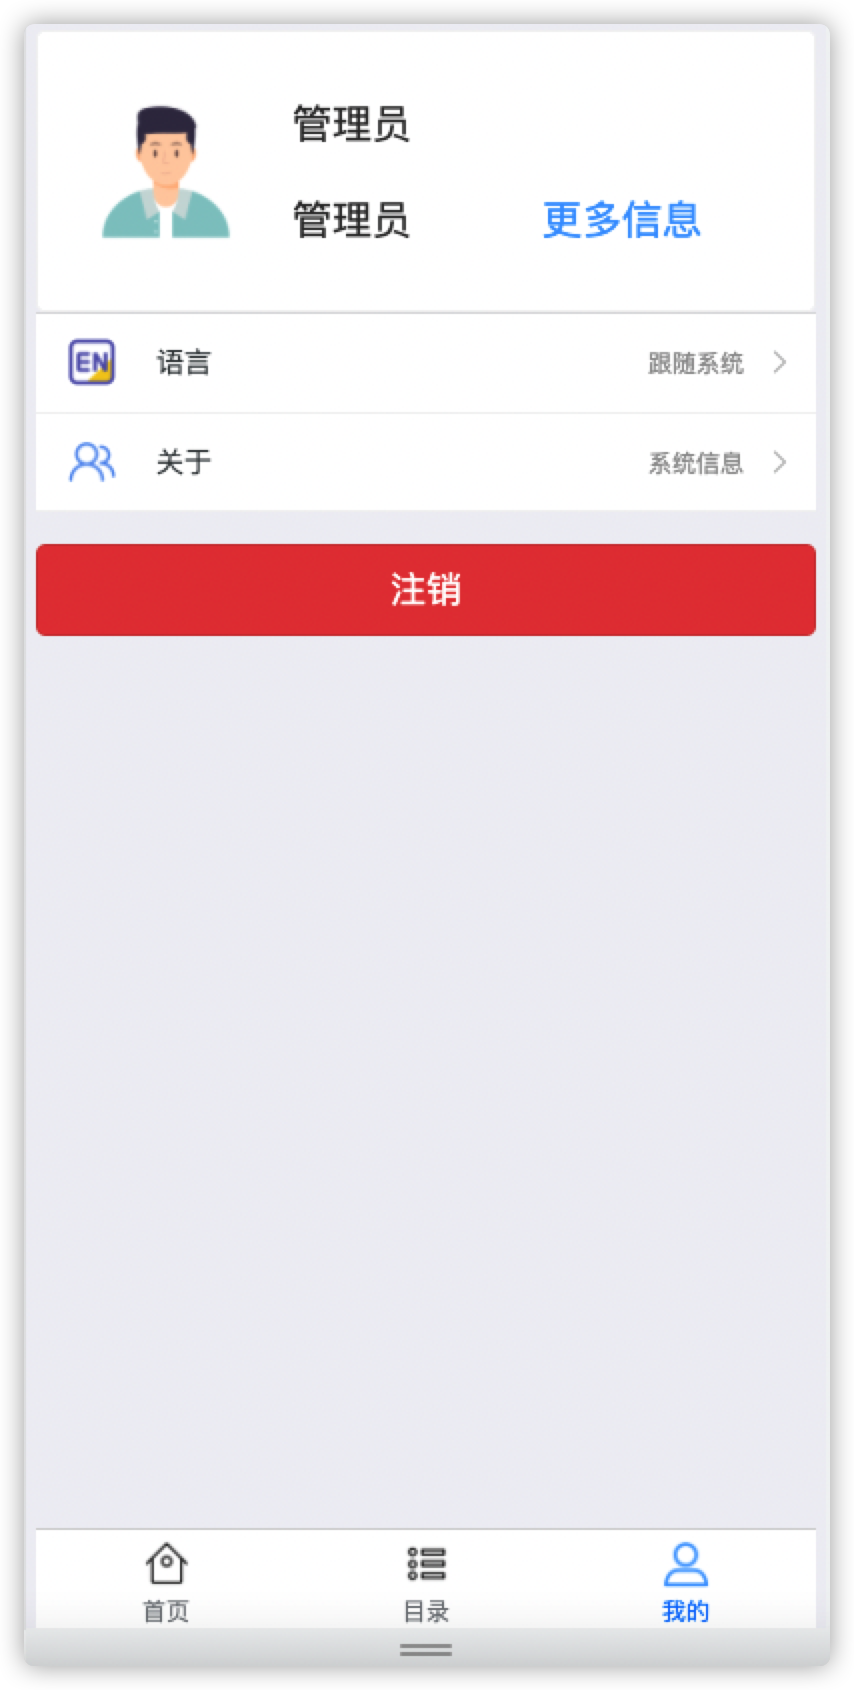 管理员
管理员 更多信息
EN 语言 跟随系统
关于 系统信息
注销
首页 目录 我的